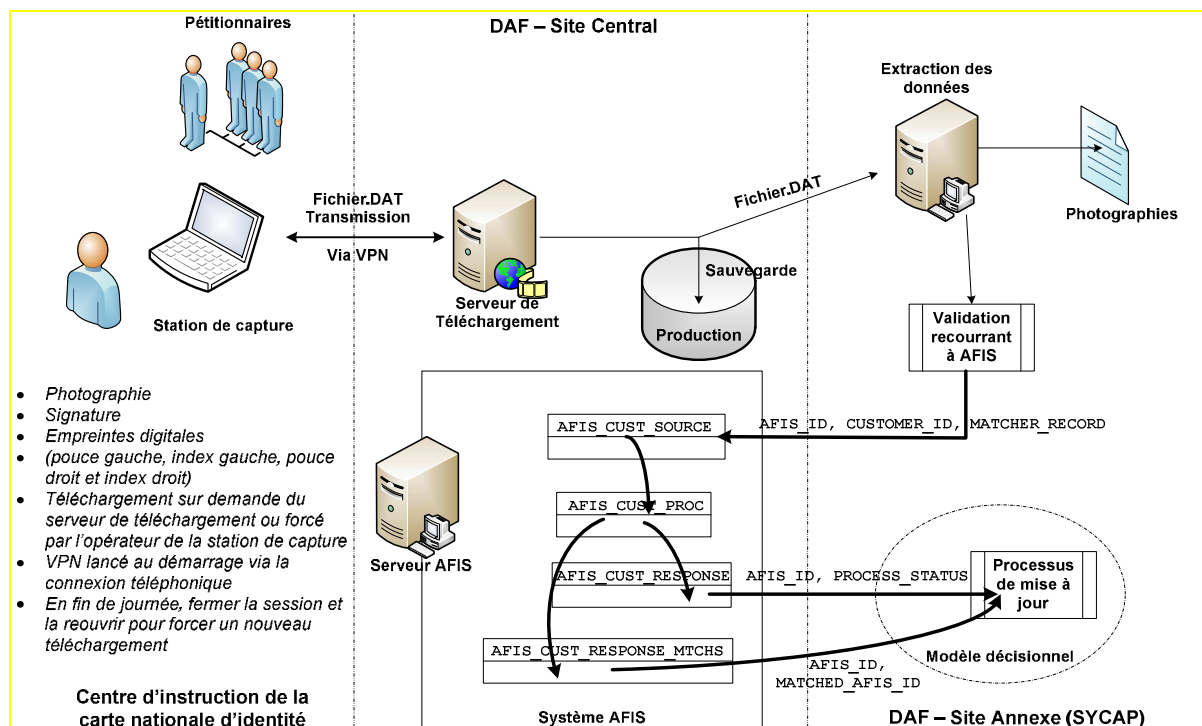 Pétitionnaires
DAF – Site Central
Extraction des
données
Fichier.DAT
Transmission
Via VPN
Fichier.DAT
Photographies
Station de capture
Serveur de
Téléchargement
Sauvegarde
Production
Validation
recourrant
à AFIS
• Photographie
• Signature
• Empreintes digitales
• (pouce gauche, index gauche, pouce
droit et index droit)
• Téléchargement sur demande du
serveur de téléchargement ou forcé
par l'opérateur de la station de capture
• VPN lancé au démarrage via la
connexion téléphonique
• En fin de journée, fermer la session et
la reouvrir pour forcer un nouveau
téléchargement
Centre d'instruction de la
carte nationale d'identité
Serveur AFIS
AFIS_CUST_SOURCE
AFIS_ID, CUSTOMER_ID, MATCHER_RECORD
AFIS_CUST_PROC
AFIS_CUST_RESPONSE
AFIS_ID, PROCESS_STATUS
Processus
de mise à
jour
AFIS_CUST_RESPONSE_MTCHS
AFIS_ID,
MATCHED_AFIS_ID
Modèle décisionnel
Système AFIS
DAF – Site Annexe (SYCAP)